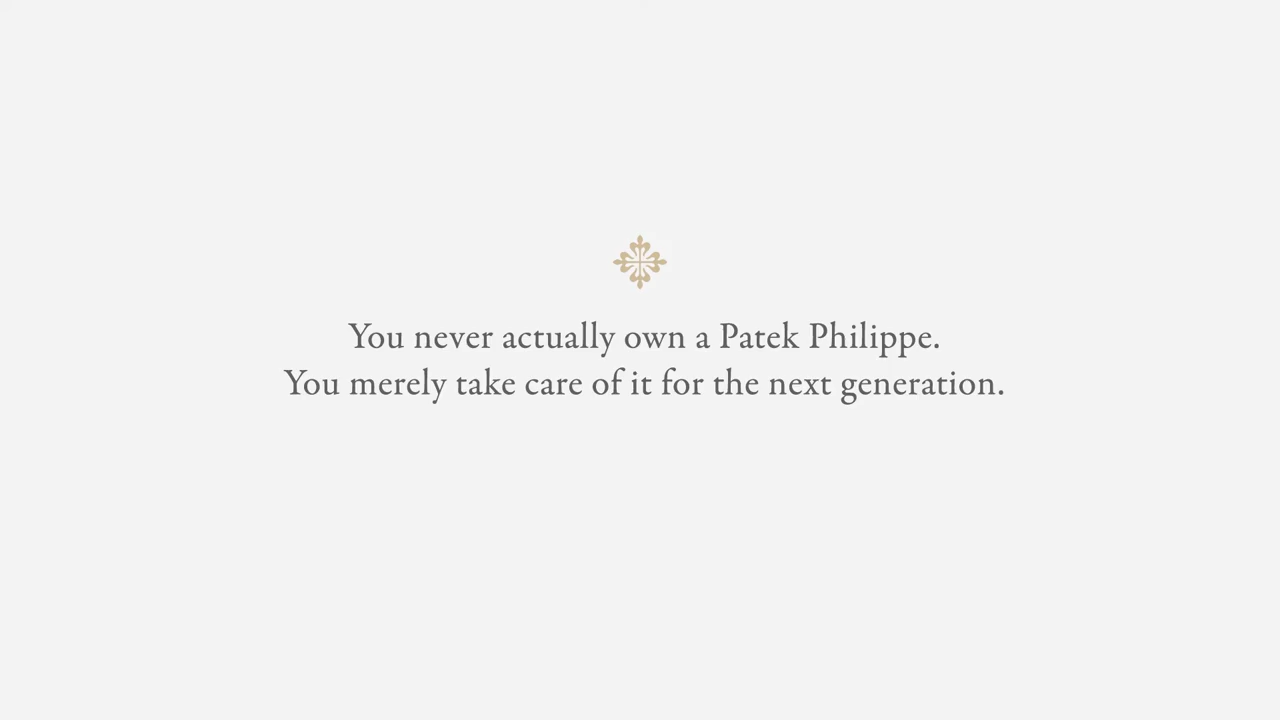 You never actually own a Patek Philippe.
You merely take care of it for the next generation.